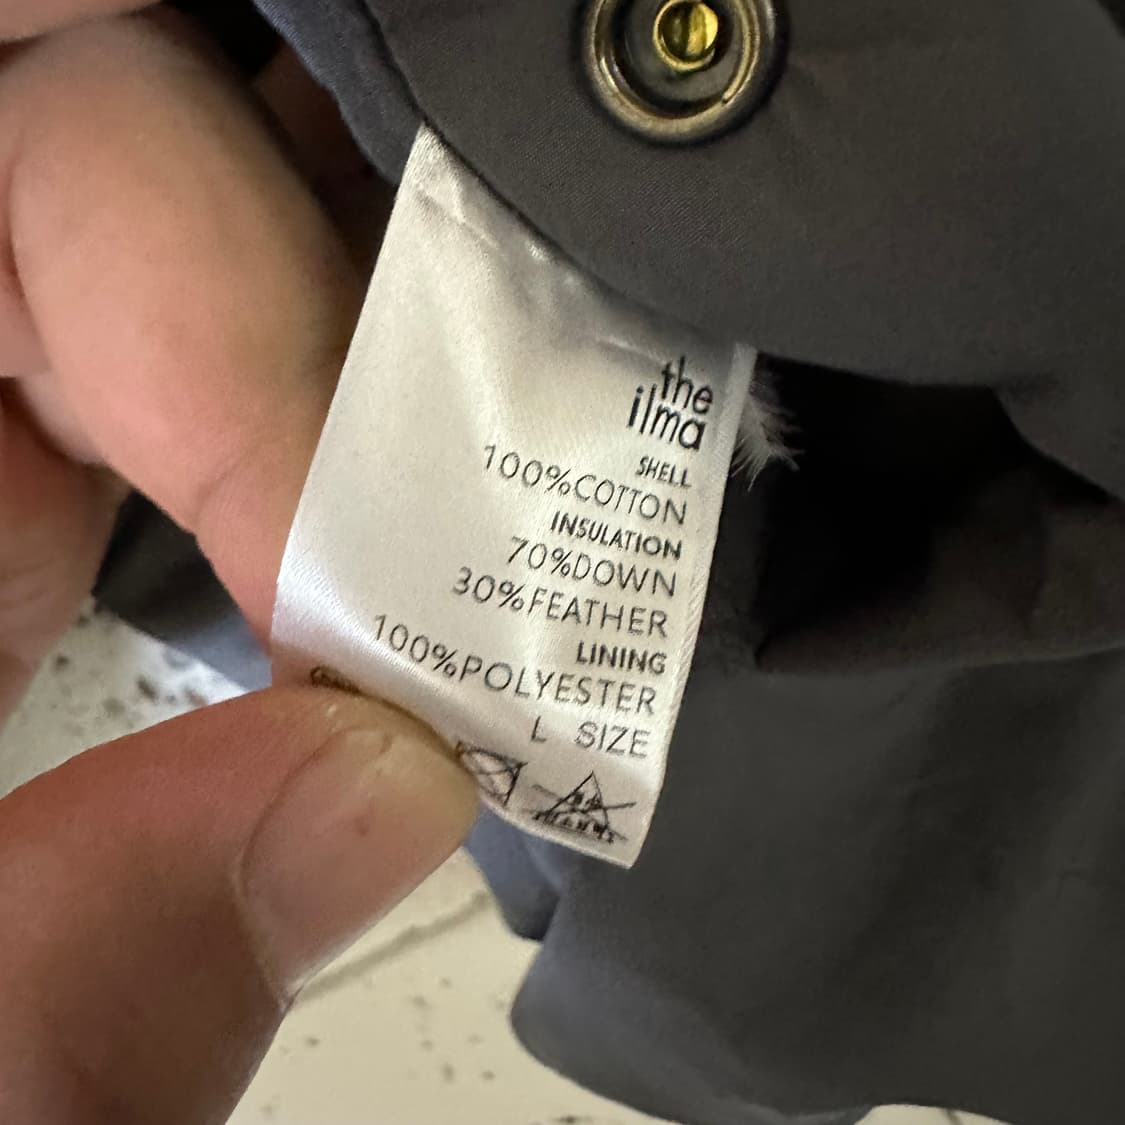 the
ilma
SHELL
100%COTTON
INSULATION
70%DOWN
30%FEATHER
LINING
100%POLYESTER
L SIZE